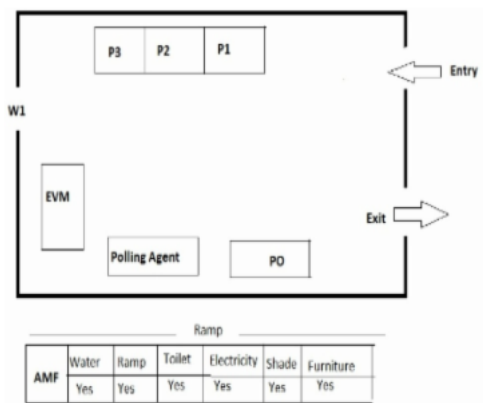 P3 P2 P1
Entry
W1
EVM
Exit
Polling Agent
PO
Ramp
AMF Water Ramp Toilet Electricity Shade Furniture
Yes Yes Yes Yes Yes Yes